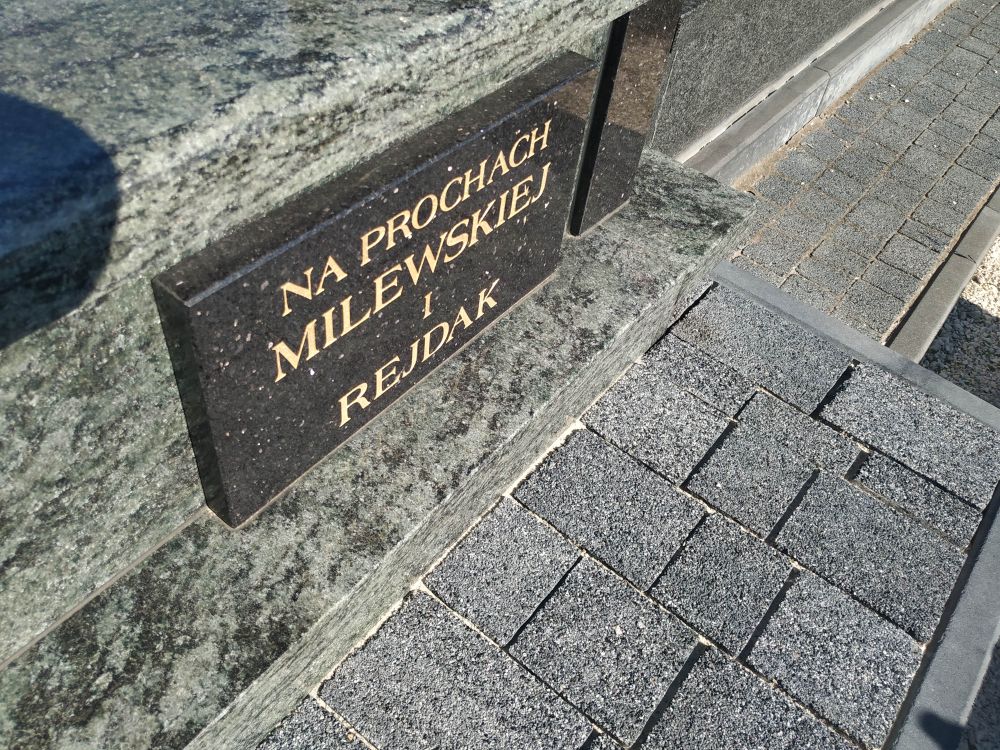 NA PROCHACH
MILEWSKIEJ
I
REJDAK